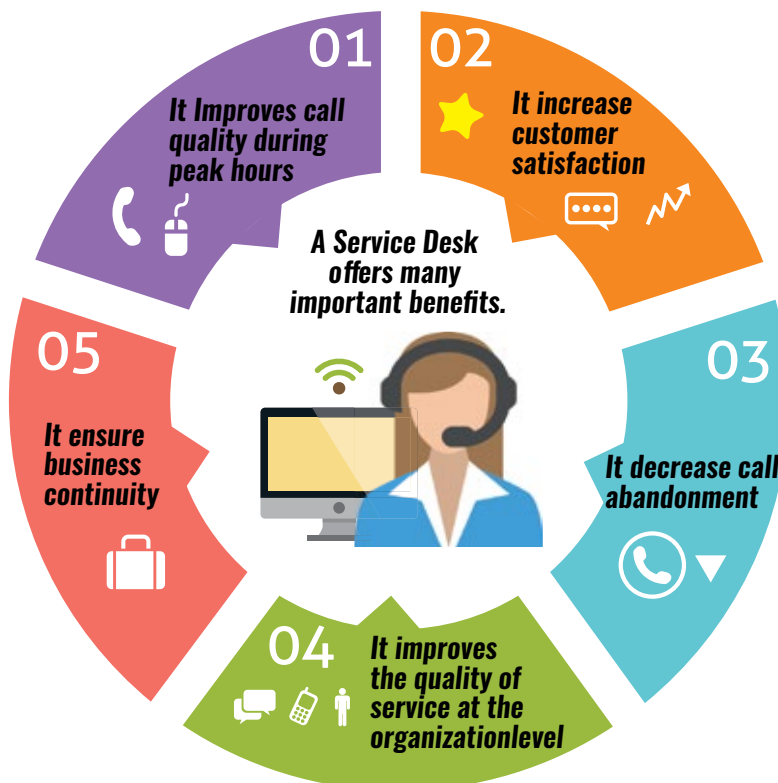 01
It Improves call
quality during
peak hours
02
It increase
customer
satisfaction
A Service Desk
offers many
important benefits.
03
It decrease call
abandonment
04
It improves
the quality of
service at the
organizationlevel
05
It ensure
business
continuity